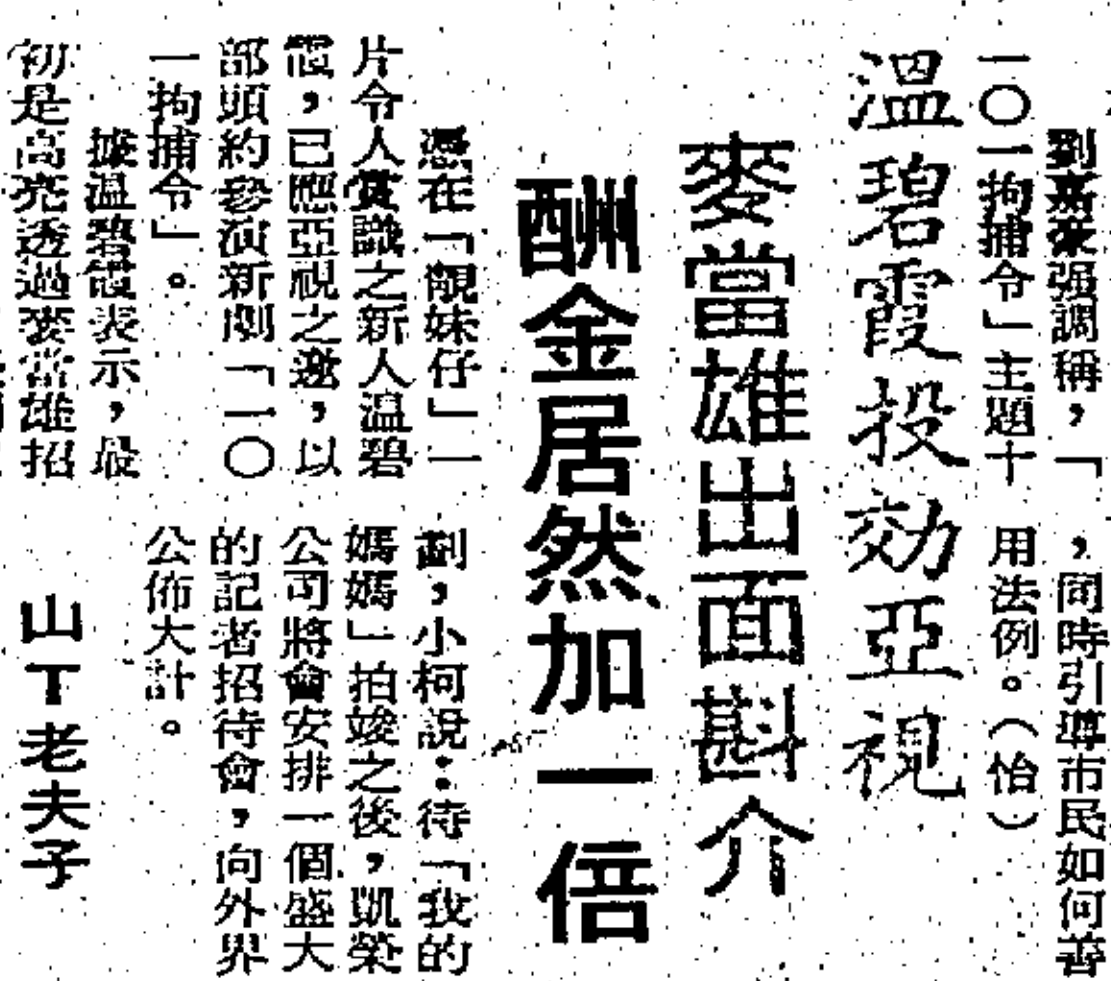 劉嘉豪强調稱，「
一〇一拘捕令」主題十
，同時引導市民如何善
用法例。（怡）
溫碧霞投効亞視
麥當雄出面斟介
酬金居然加一倍
憑在「靚妹仔」一
片令人賞識之新人溫碧
霞，已應亞視之邀，以
部頭約參演新劇「一〇
一拘捕令」。
據溫碧霞表示，最
初是高亮透過麥當雄招
劃，小柯說：待「我的
媽媽」拍竣之後，凱榮
公司將會安排一個盛大
的記者招待會，向外界
公佈大計。
山丁老夫子